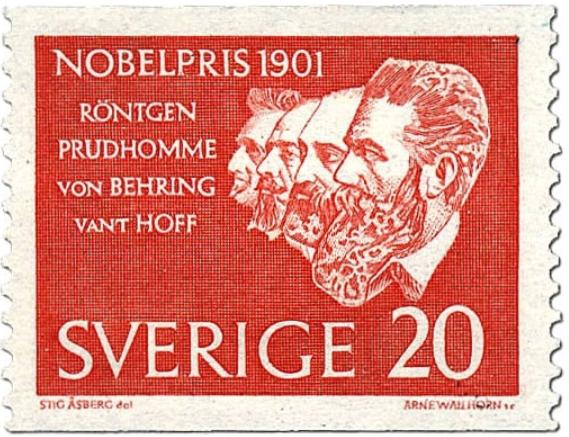 NOBELPRIS 1901
RÖNTGEN
PRUDHOMME
VON BEHRING
VANT HOFF
SVERIGE 20
STIG ÅSBERG del
ARNE WALLHORN sc